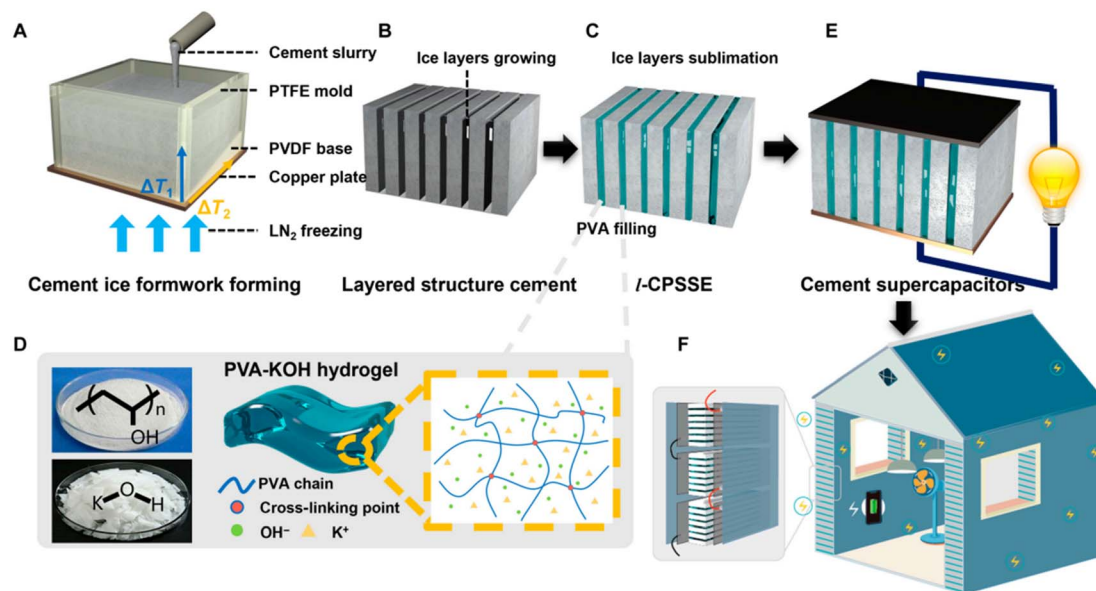 A
Cement slurry
PTFE mold
PVDF base
Copper plate
ΔT1
ΔT2
LN2 freezing
Cement ice formwork forming
B
Ice layers growing
Layered structure cement
C
Ice layers sublimation
PVA filling
l-CPSSE
E
Cement supercapacitors
D
PVA-KOH hydrogel
n
OH
K O H
PVA chain
Cross-linking point
OH⁻ K⁺
F